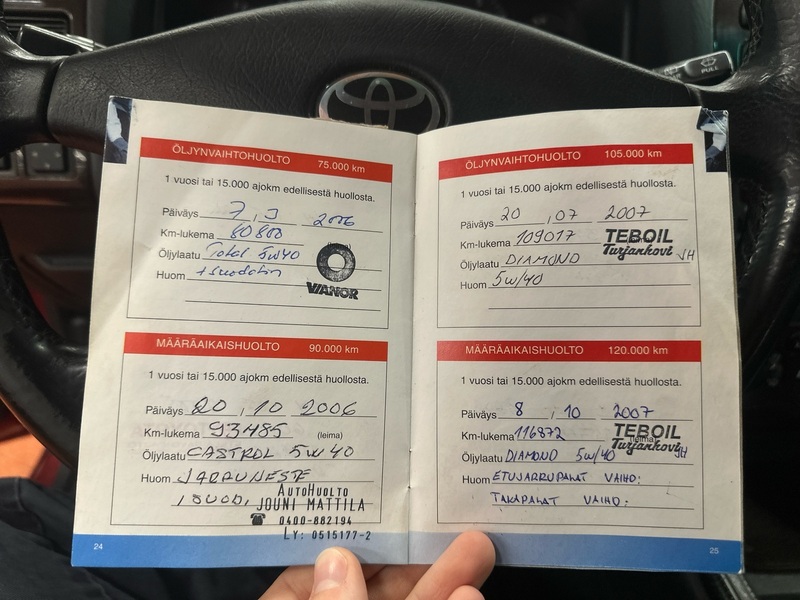 PULL
ÖLJYNVAIHTOHUOLTO 75.000 km
1 vuosi tai 15.000 ajokm edellisestä huollosta.
Päiväys 7 . 3 2006
Km-lukema 80800
Öljylaatu Total 5w40
Huom + suodatin
VIANOR
MÄÄRÄAIKAISHUOLTO 90.000 km
1 vuosi tai 15.000 ajokm edellisestä huollosta.
Päiväys 20 . 10 2006
Km-lukema 93485 (leima)
Öljylaatu CASTROL 5W40
Huom JARRUNESTE
, SUOD.
AUTOHUOLTO
JOUNI MATTILA
0400-882194
LY: 0515177-2
24
ÖLJYNVAIHTOHUOLTO 105.000 km
1 vuosi tai 15.000 ajokm edellisestä huollosta.
Päiväys 20 .07 2007
Km-lukema 109017
TEBOIL
Turjankovi JH
Öljylaatu DIAMOND
Huom 5w/40
MÄÄRÄAIKAISHUOLTO 120.000 km
1 vuosi tai 15.000 ajokm edellisestä huollosta.
Päiväys 8 . 10 2007
Km-lukema 116872
TEBOIL
(leima)
Turjankovi JH
Öljylaatu DIAMOND 5w/40
Huom ETUJARRUPALAT VAIHD:
TAKAPALAT VAIHD:
25